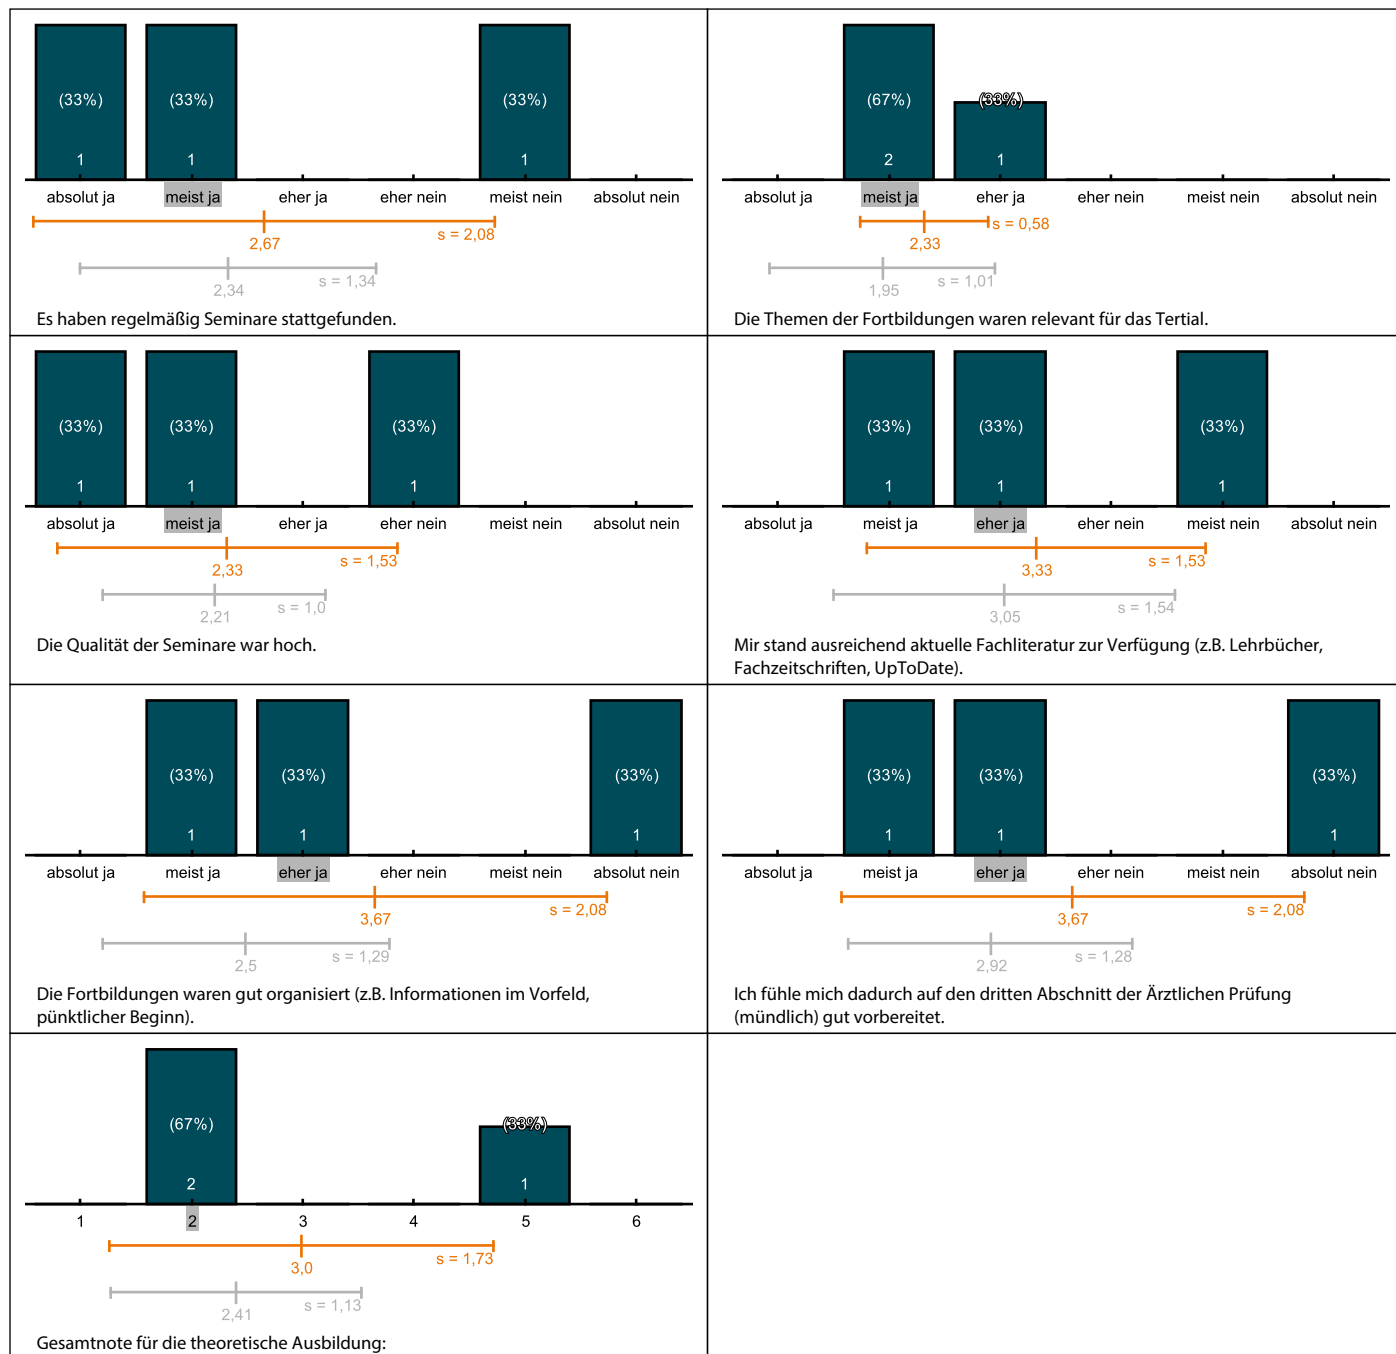 (33%) (33%) (33%)
1 1 1
absolut ja meist ja eher ja eher nein meist nein absolut nein
s = 2,08
2,67
s = 1,34
2,34
Es haben regelmäßig Seminare stattgefunden.
(67%) (33%)
2 1
absolut ja meist ja eher ja eher nein meist nein absolut nein
s = 0,58
2,33
s = 1,01
1,95
Die Themen der Fortbildungen waren relevant für das Tertial.
(33%) (33%) (33%)
1 1 1
absolut ja meist ja eher ja eher nein meist nein absolut nein
s = 1,53
2,33
s = 1,0
2,21
Die Qualität der Seminare war hoch.
(33%) (33%) (33%)
1 1 1
absolut ja meist ja eher ja eher nein meist nein absolut nein
s = 1,53
3,33
s = 1,54
3,05
Mir stand ausreichend aktuelle Fachliteratur zur Verfügung (z.B. Lehrbücher,
Fachzeitschriften, UpToDate).
(33%) (33%) (33%)
1 1 1
absolut ja meist ja eher ja eher nein meist nein absolut nein
s = 2,08
3,67
s = 1,29
2,5
Die Fortbildungen waren gut organisiert (z.B. Informationen im Vorfeld,
pünktlicher Beginn).
(33%) (33%) (33%)
1 1 1
absolut ja meist ja eher ja eher nein meist nein absolut nein
s = 2,08
3,67
s = 1,28
2,92
Ich fühle mich dadurch auf den dritten Abschnitt der Ärztlichen Prüfung
(mündlich) gut vorbereitet.
(67%) (33%)
2 1
1 2 3 4 5 6
s = 1,73
3,0
s = 1,13
2,41
Gesamtnote für die theoretische Ausbildung: